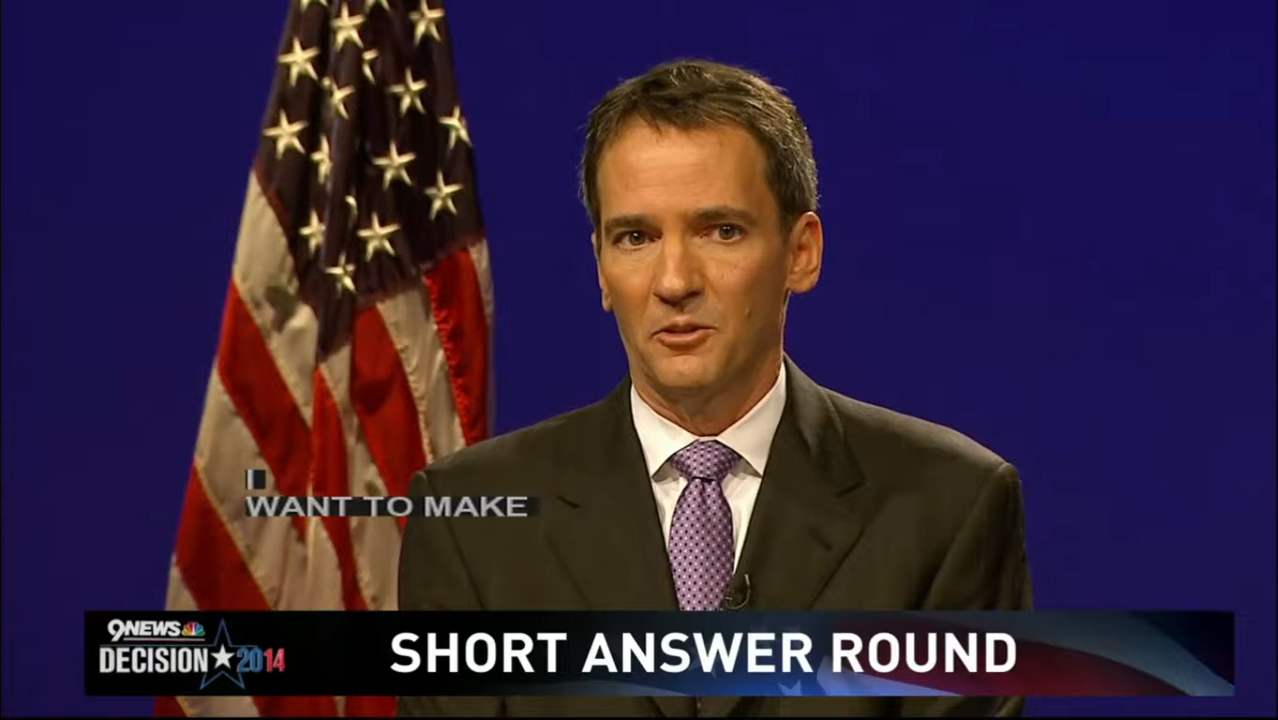 I
WANT TO MAKE
9NEWS
DECISION 2014
SHORT ANSWER ROUND